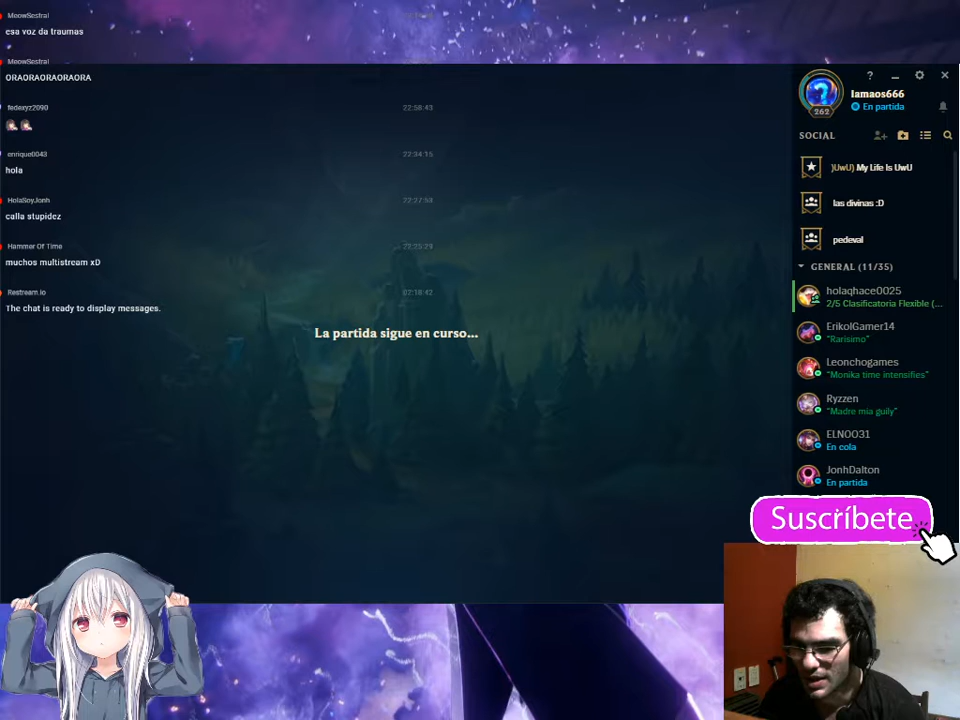 MeowSestral
esa voz da traumas
MeowSestral
ORAORAORAORAORA
fedexyz2090
22:58:43
enrique0043
22:34:15
hola
HolaSoyJonh
22:27:58
calla stupidez
Hammer Of Time
22:25:29
muchos multistream xD
Restream.io
02:18:42
The chat is ready to display messages.
La partida sigue en curso...
?
262
lamaos666
En partida
SOCIAL
)UwU) My Life Is UwU
las divinas :D
pedeval
GENERAL (11/35)
holaqhace0025
2/5 Clasificatoria Flexible (...
ErikolGamer14
"Rarisimo"
Leonchogames
"Monika time intensifies"
Ryzzen
"Madre mia guily"
ELN0O31
En cola
JonhDalton
En partida
Suscríbete